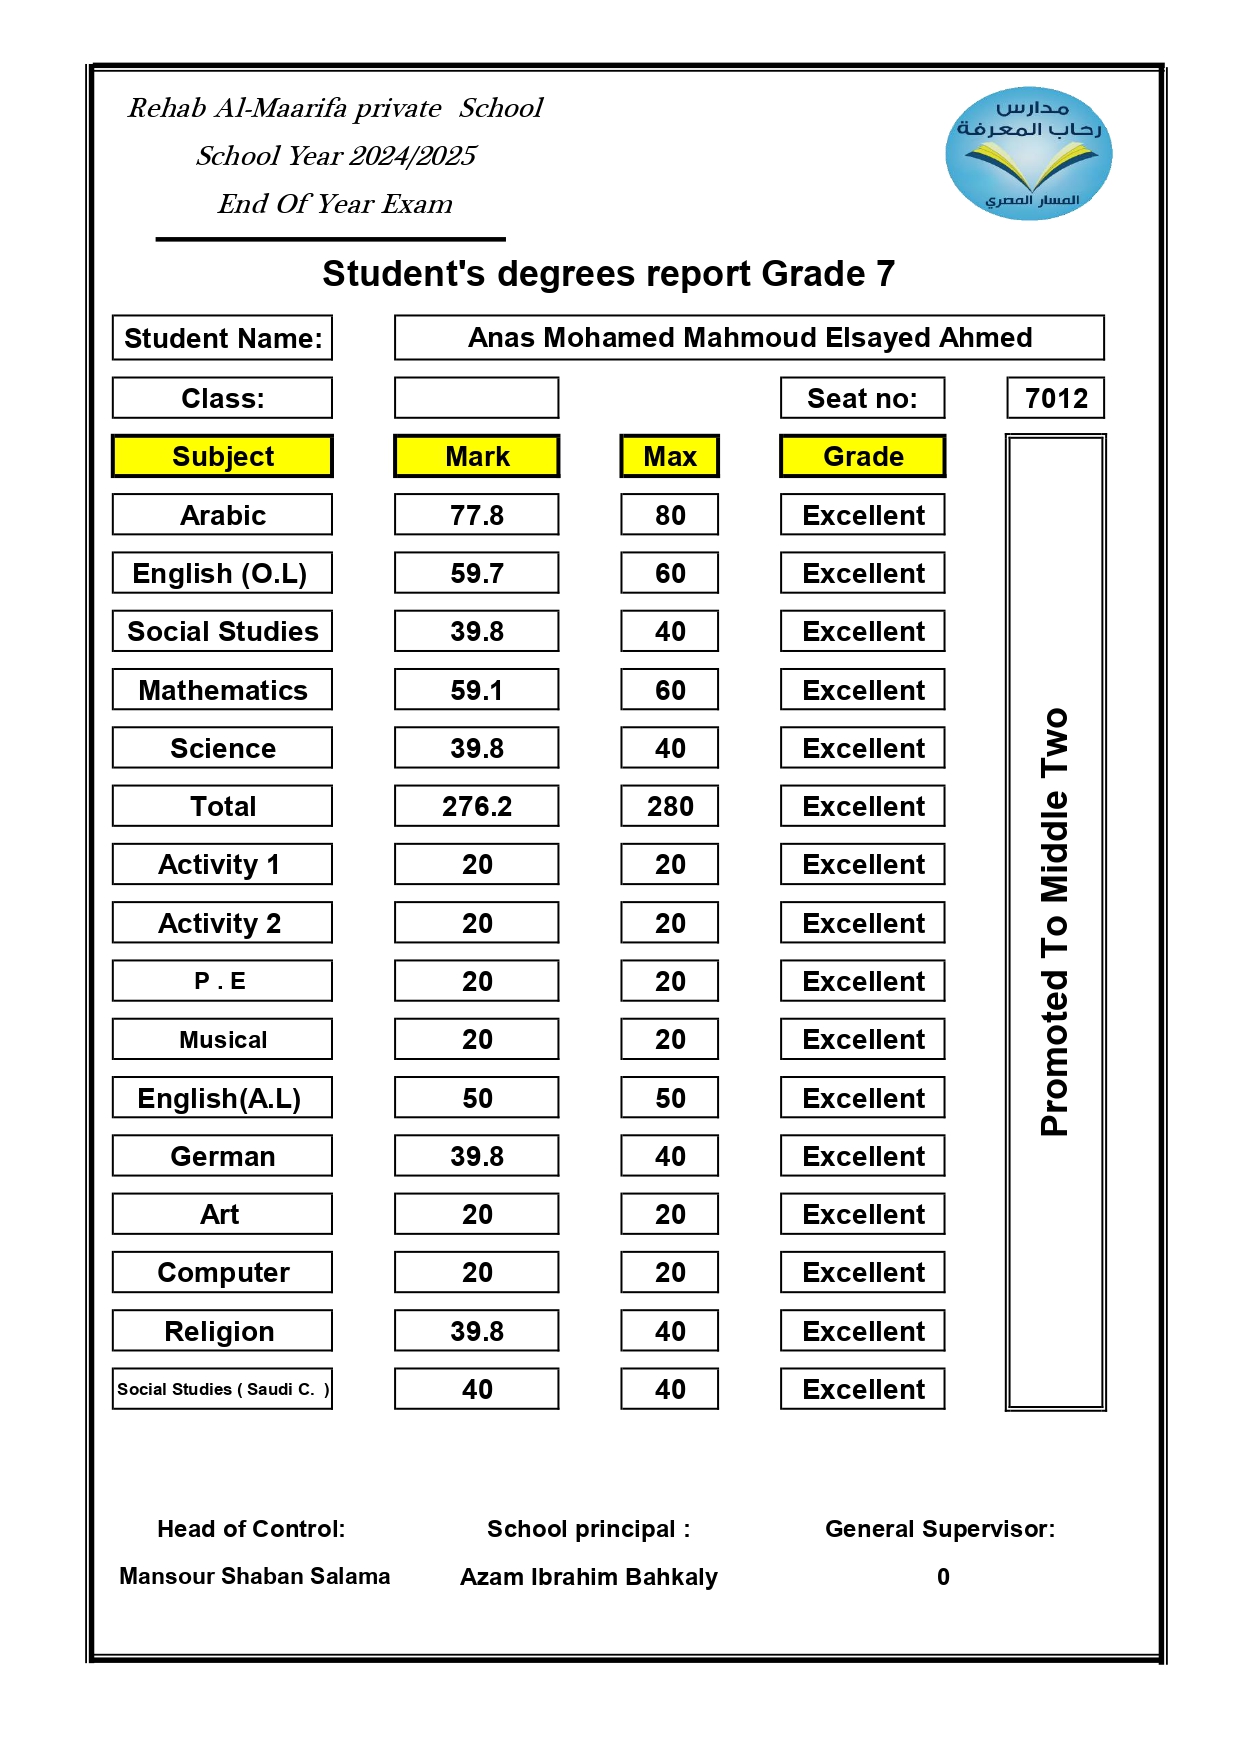 Rehab Al-Maarifa private School
School Year 2024/2025
End Of Year Exam
مدارس
رحاب المعرفة
المسار المصري
Student's degrees report Grade 7
Student Name: Anas Mohamed Mahmoud Elsayed Ahmed
Class: Seat no: 7012
Subject Mark Max Grade
Arabic 77.8 80 Excellent
English (O.L) 59.7 60 Excellent
Social Studies 39.8 40 Excellent
Mathematics 59.1 60 Excellent
Science 39.8 40 Excellent
Total 276.2 280 Excellent
Activity 1 20 20 Excellent
Activity 2 20 20 Excellent
P . E 20 20 Excellent
Musical 20 20 Excellent
English(A.L) 50 50 Excellent
German 39.8 40 Excellent
Art 20 20 Excellent
Computer 20 20 Excellent
Religion 39.8 40 Excellent
Social Studies ( Saudi C. ) 40 40 Excellent
Promoted To Middle Two
Head of Control: School principal : General Supervisor:
Mansour Shaban Salama Azam Ibrahim Bahkaly 0